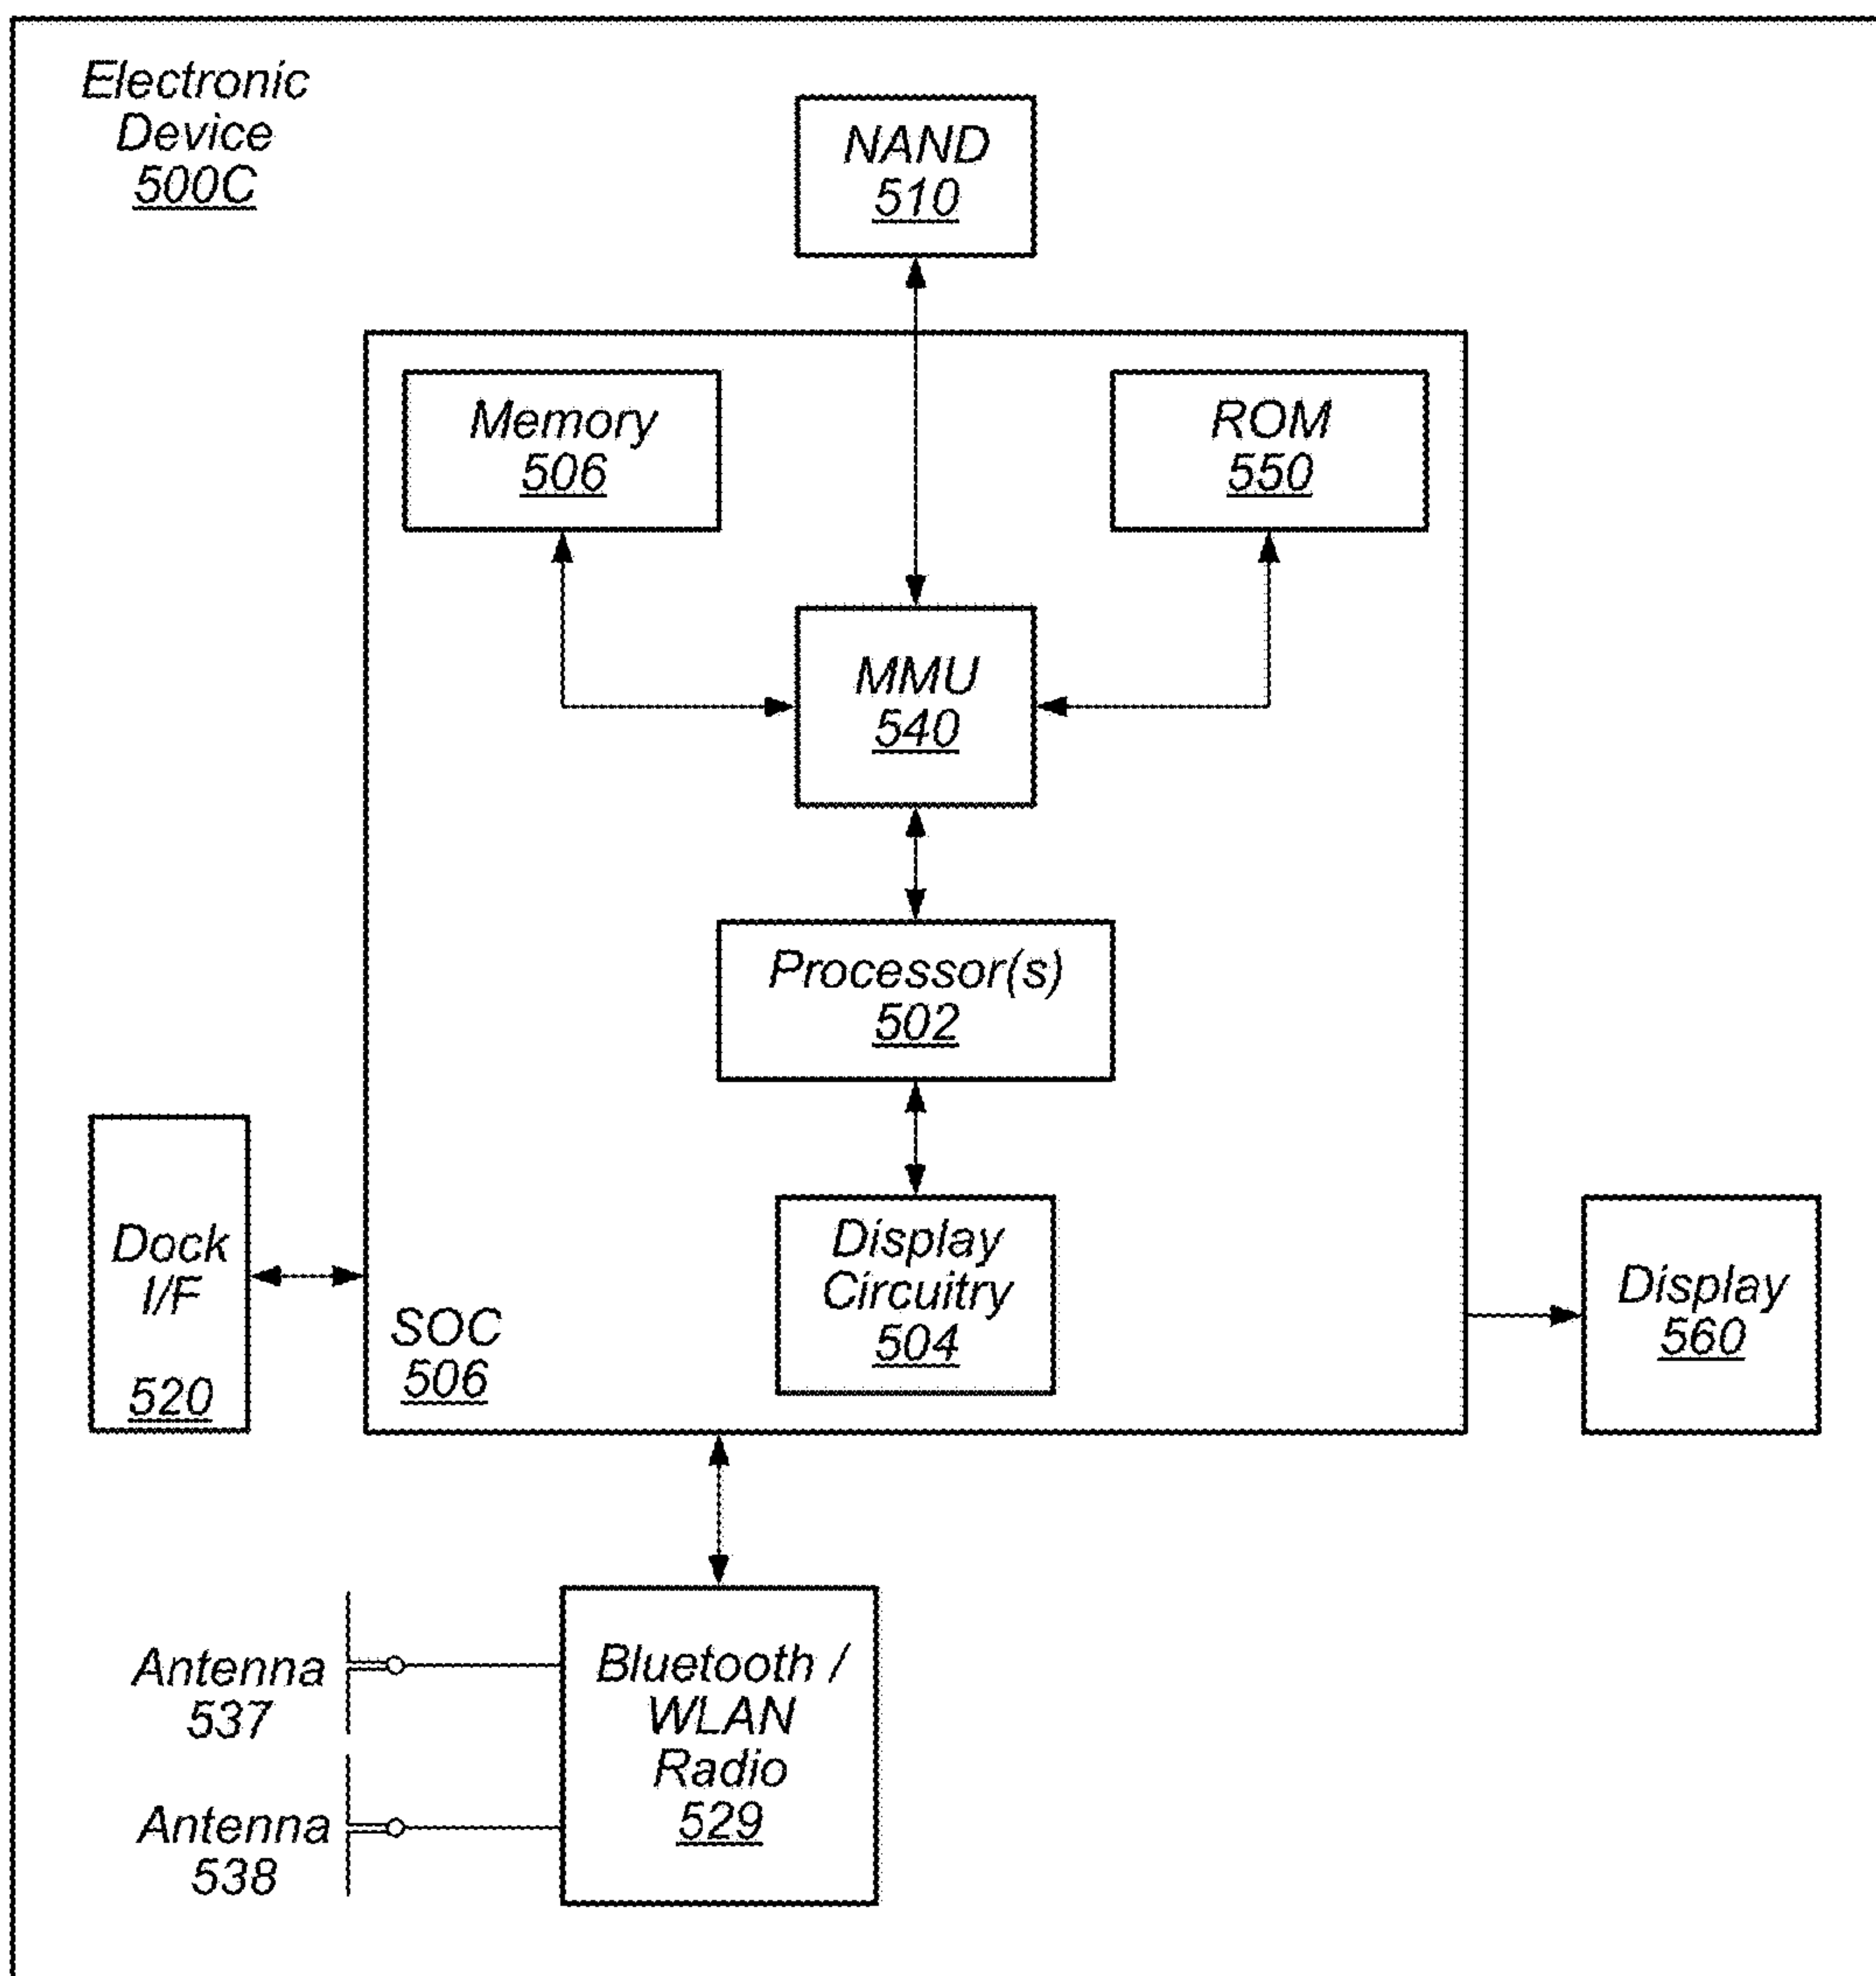 Electronic
Device
500C
NAND
510
Memory
506
ROM
550
MMU
540
Processor(s)
502
Display
Circuitry
504
SOC
506
Dock
I/F
520
Display
560
Bluetooth /
WLAN
Radio
529
Antenna
537
Antenna
538